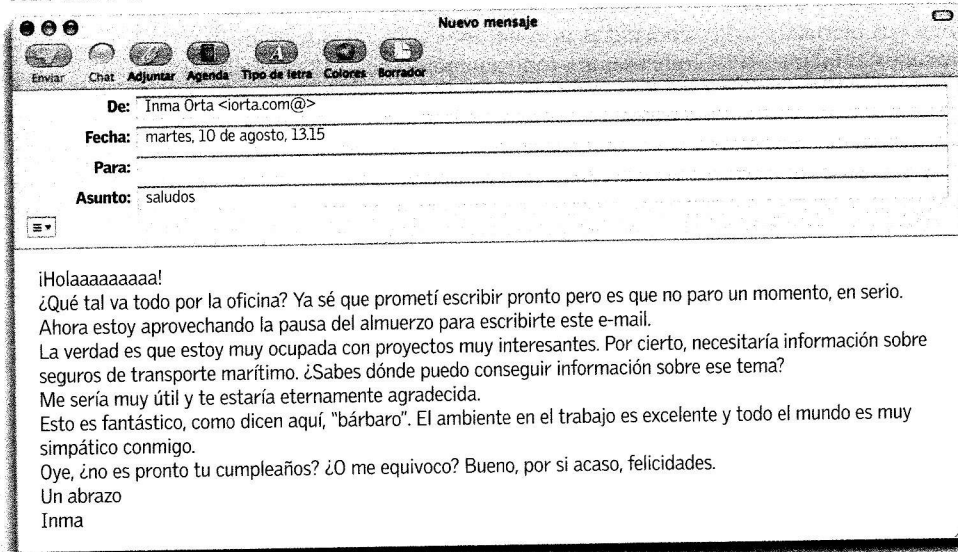 Nuevo mensaje
Enviar Chat Adjuntar Agenda Tipo de letra Colores Borrador
De: Inma Orta <iorta.com@>
Fecha: martes, 10 de agosto, 13.15
Para:
Asunto: saludos
¡Holaaaaaaaaa!
¿Qué tal va todo por la oficina? Ya sé que prometí escribir pronto pero es que no paro un momento, en serio.
Ahora estoy aprovechando la pausa del almuerzo para escribirte este e-mail.
La verdad es que estoy muy ocupada con proyectos muy interesantes. Por cierto, necesitaría información sobre
seguros de transporte marítimo. ¿Sabes dónde puedo conseguir información sobre ese tema?
Me sería muy útil y te estaría eternamente agradecida.
Esto es fantástico, como dicen aquí, "bárbaro". El ambiente en el trabajo es excelente y todo el mundo es muy
simpático conmigo.
Oye, ¿no es pronto tu cumpleaños? ¿O me equivoco? Bueno, por si acaso, felicidades.
Un abrazo
Inma